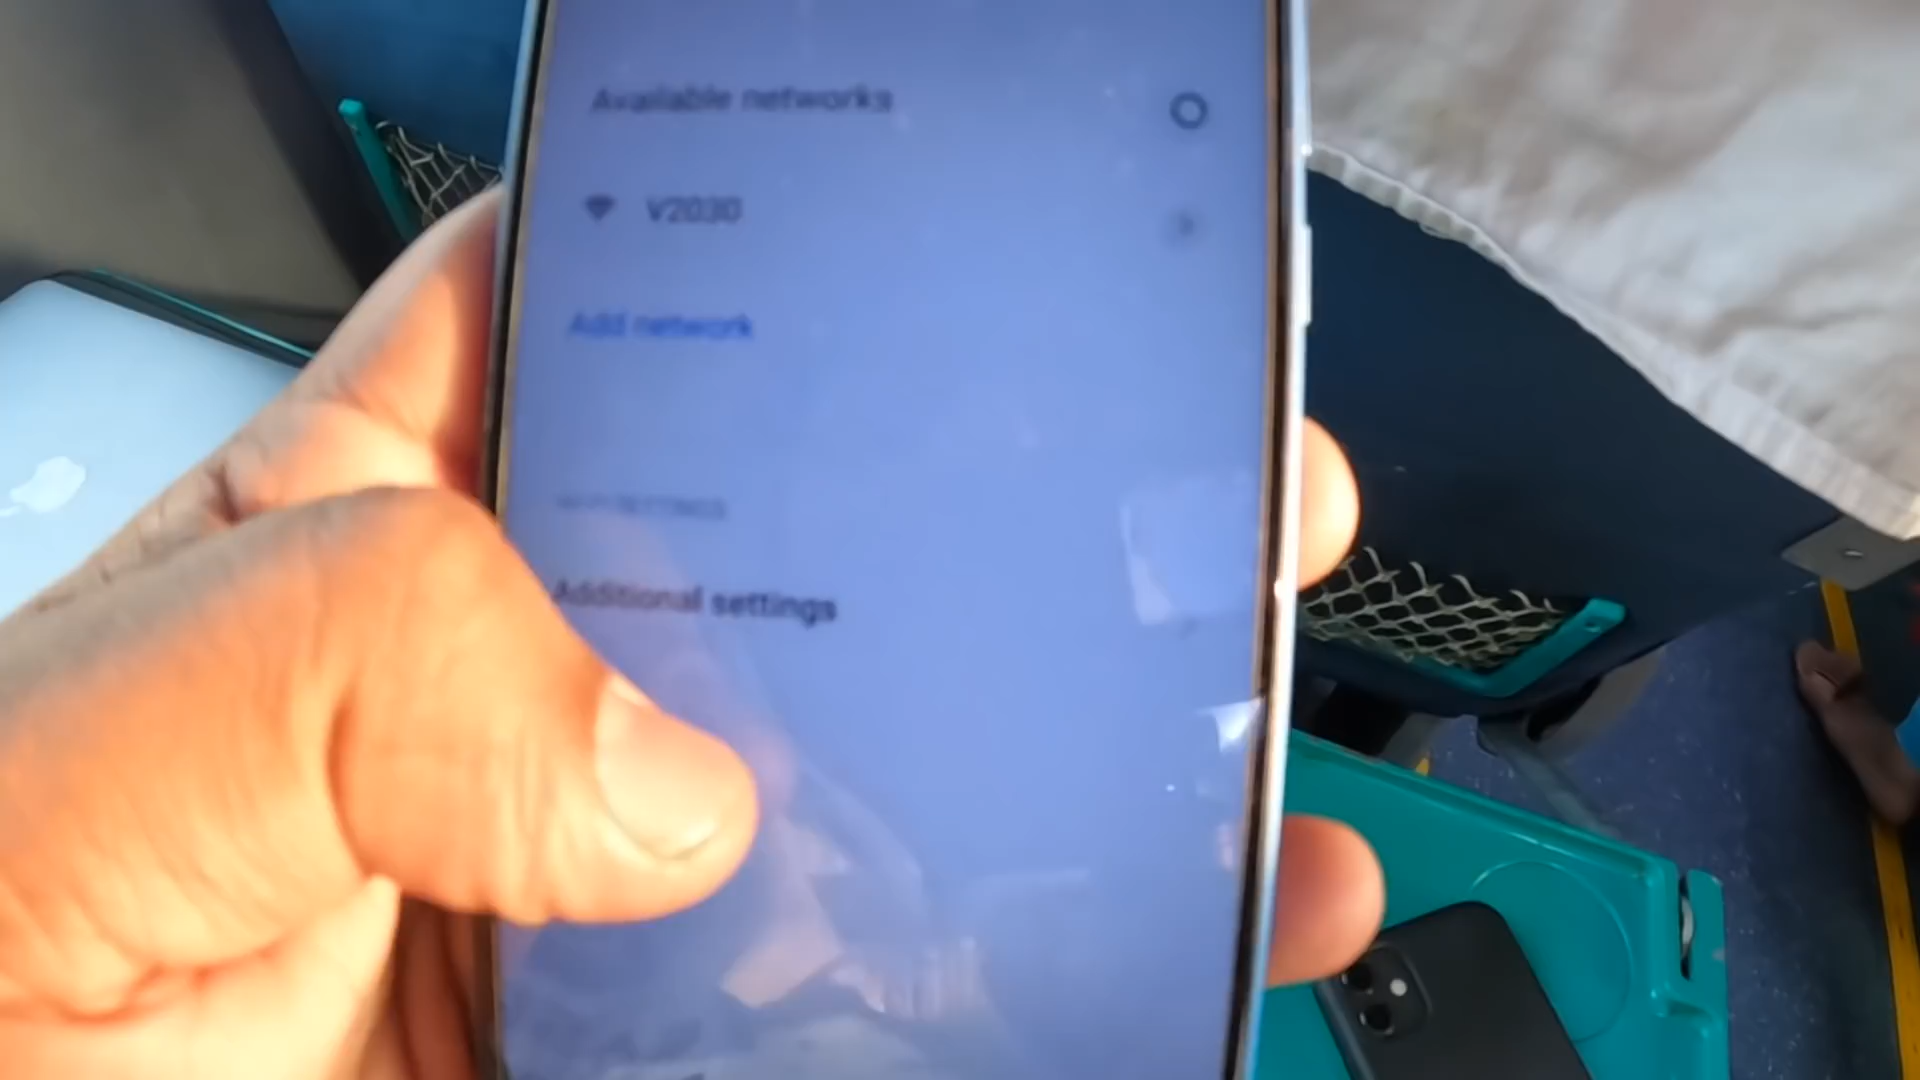 Available networks
V2030
Add network
Additional settings